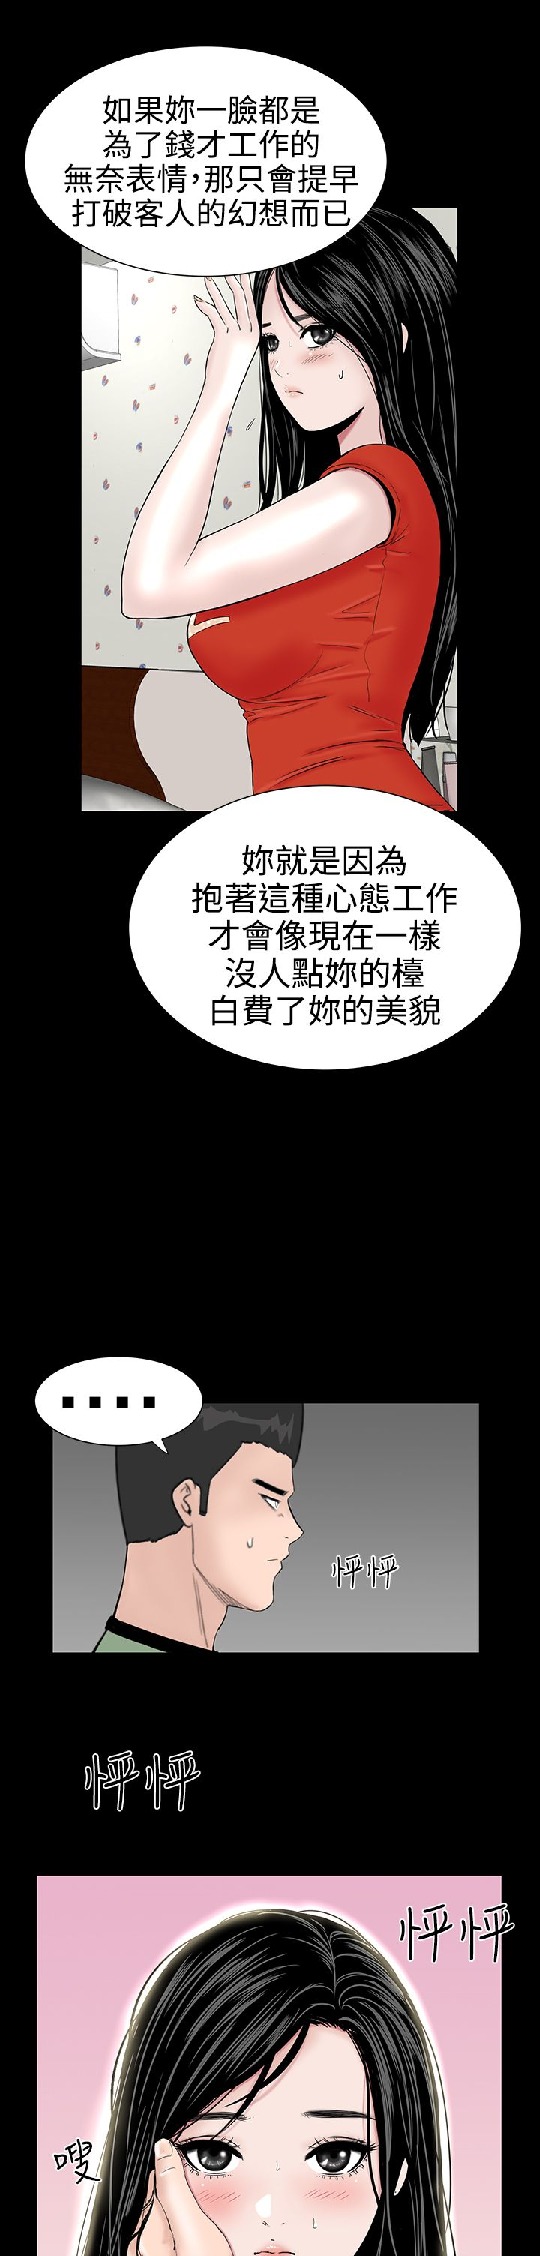 如果妳一臉都是
為了錢才工作的
無奈表情，那只會提早
打破客人的幻想而已
妳就是因為
抱著這種心態工作
才會像現在一樣
沒人點妳的檯
白費了妳的美貌
....
怦怦
怦怦
怦怦
嗖